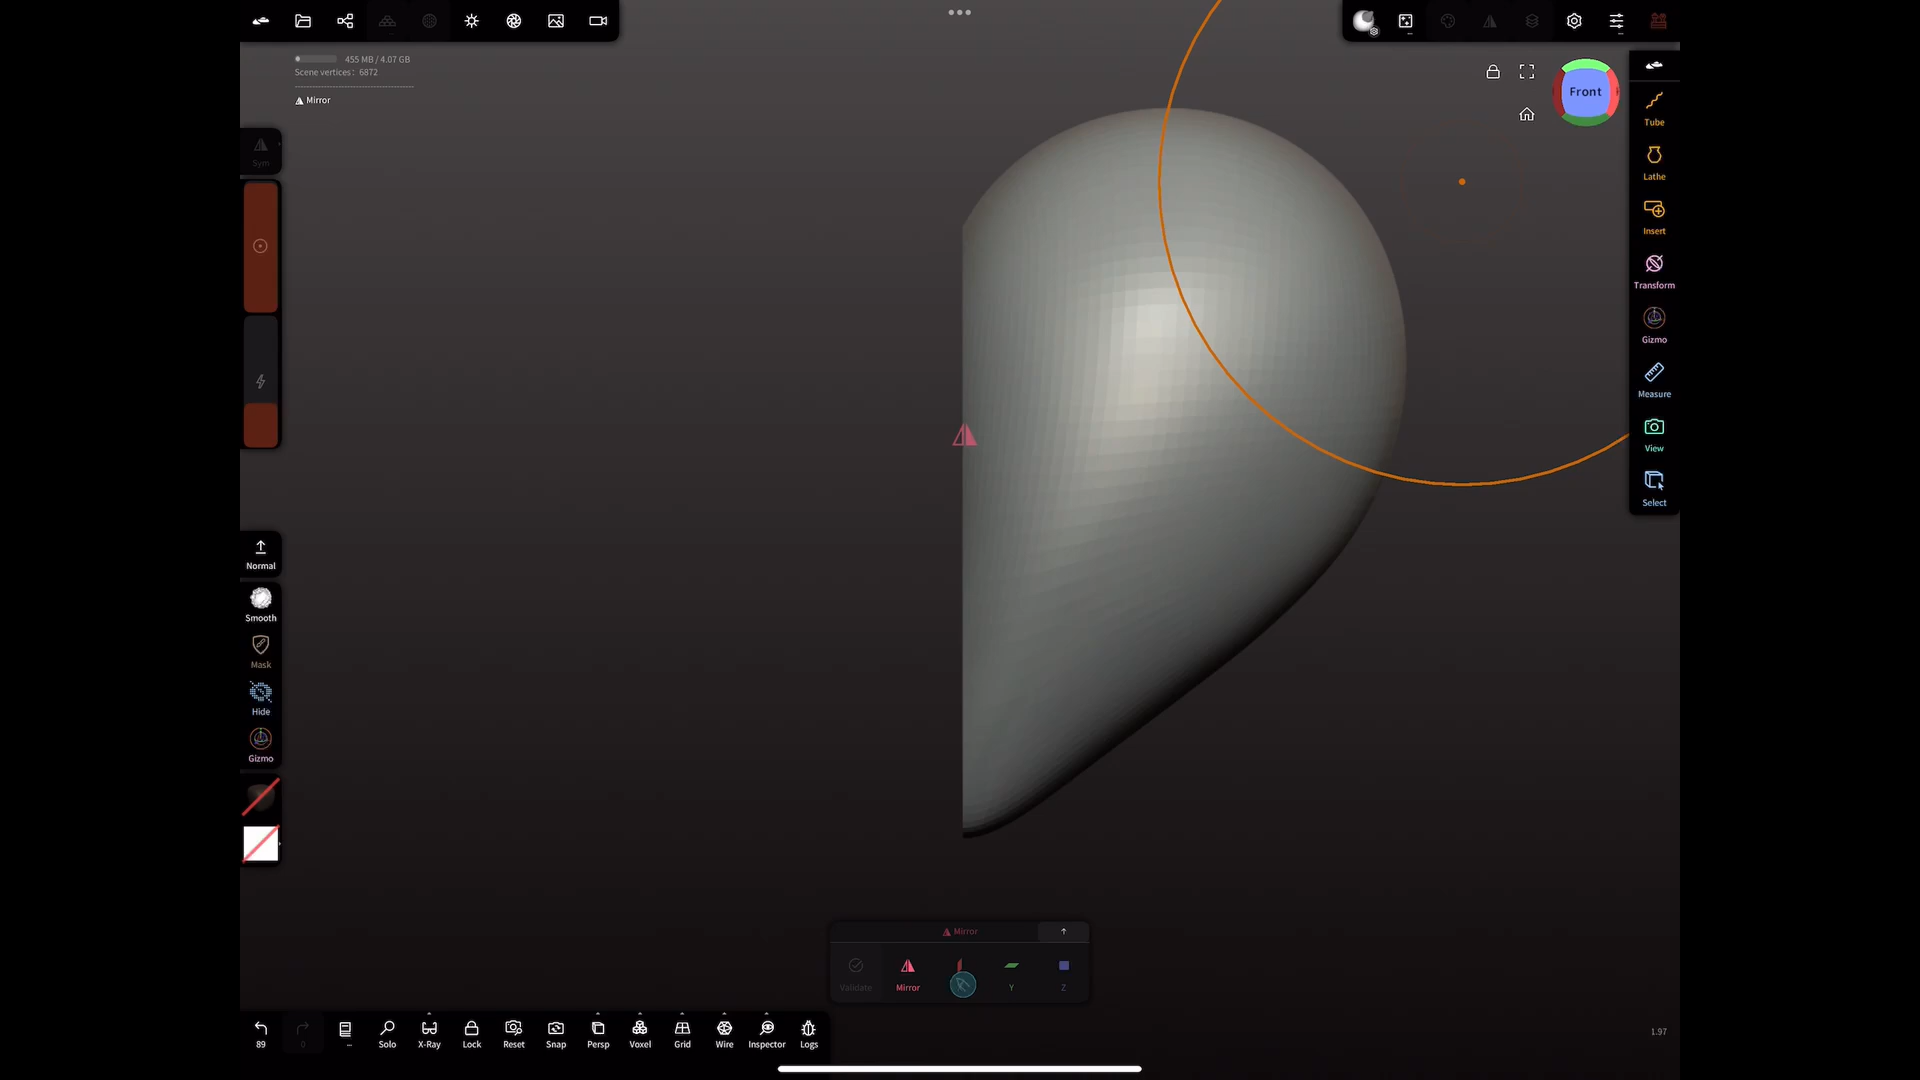 455 MB / 4.07 GB
Scene vertices: 6872
Mirror
Front
Sym
Tube
Lathe
Insert
Transform
Gizmo
Measure
View
Select
Normal
Smooth
Mask
Hide
Gizmo
Mirror
Validate
Mirror
Y
Z
89
0
...
Solo
X-Ray
Lock
Reset
Snap
Persp
Voxel
Grid
Wire
Inspector
Logs
1.97